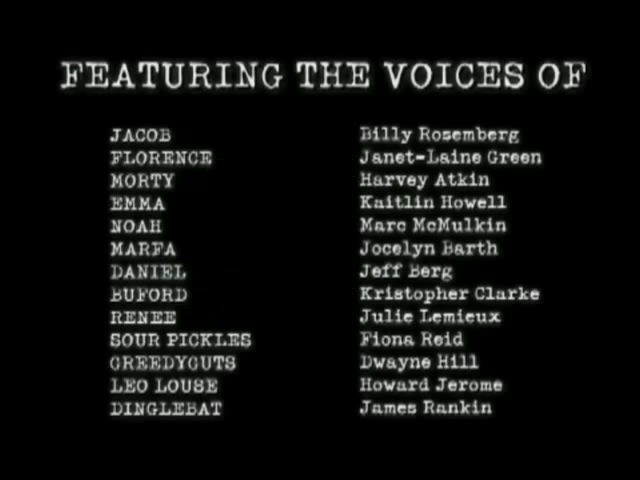 FEATURING THE VOICES OF
JACOB Billy Rosemberg
FLORENCE Janet-Laine Green
MORTY Harvey Atkin
EMMA Kaitlin Howell
NOAH Marc McMulkin
MARFA Jocelyn Barth
DANIEL Jeff Berg
BUFORD Kristopher Clarke
RENEE Julie Lemieux
SOUR PICKLES Fiona Reid
GREEDYGUTS Dwayne Hill
LEO LOUSE Howard Jerome
DINGLEBAT James Rankin